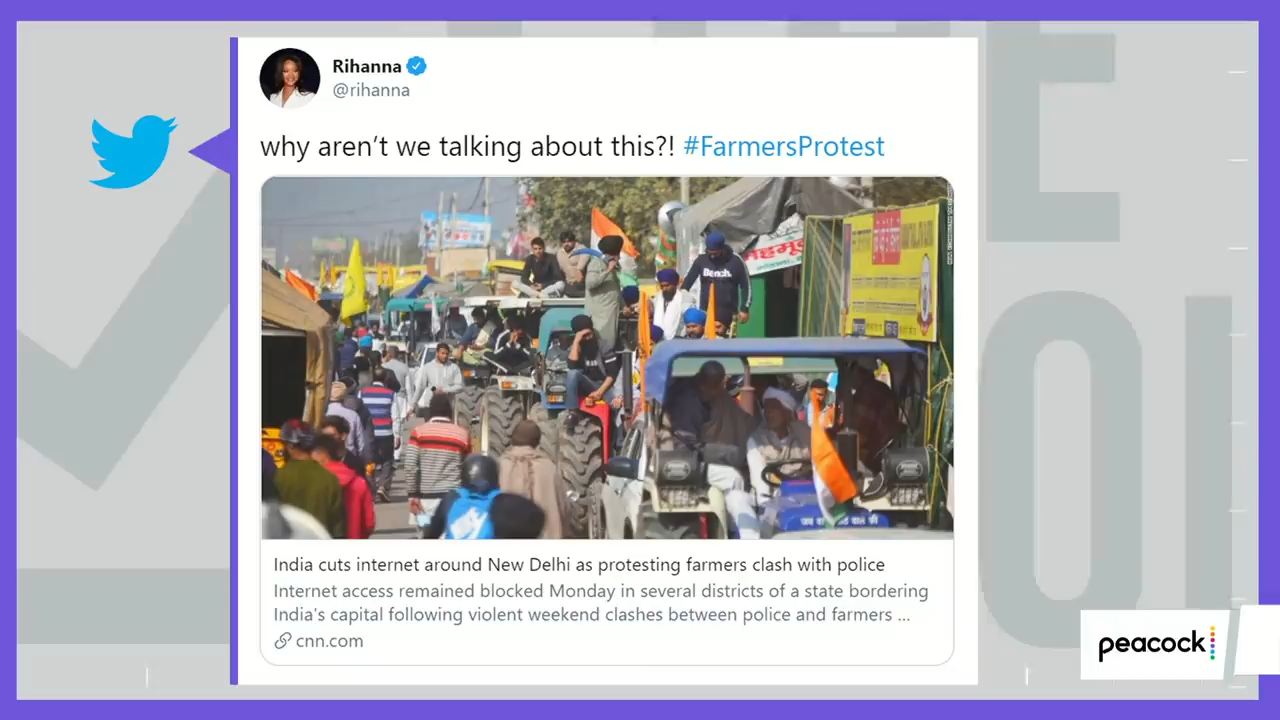 Rihanna
@rihanna
why aren’t we talking about this?! #FarmersProtest
Bench.
India cuts internet around New Delhi as protesting farmers clash with police
Internet access remained blocked Monday in several districts of a state bordering
India's capital following violent weekend clashes between police and farmers ...
cnn.com
peacock